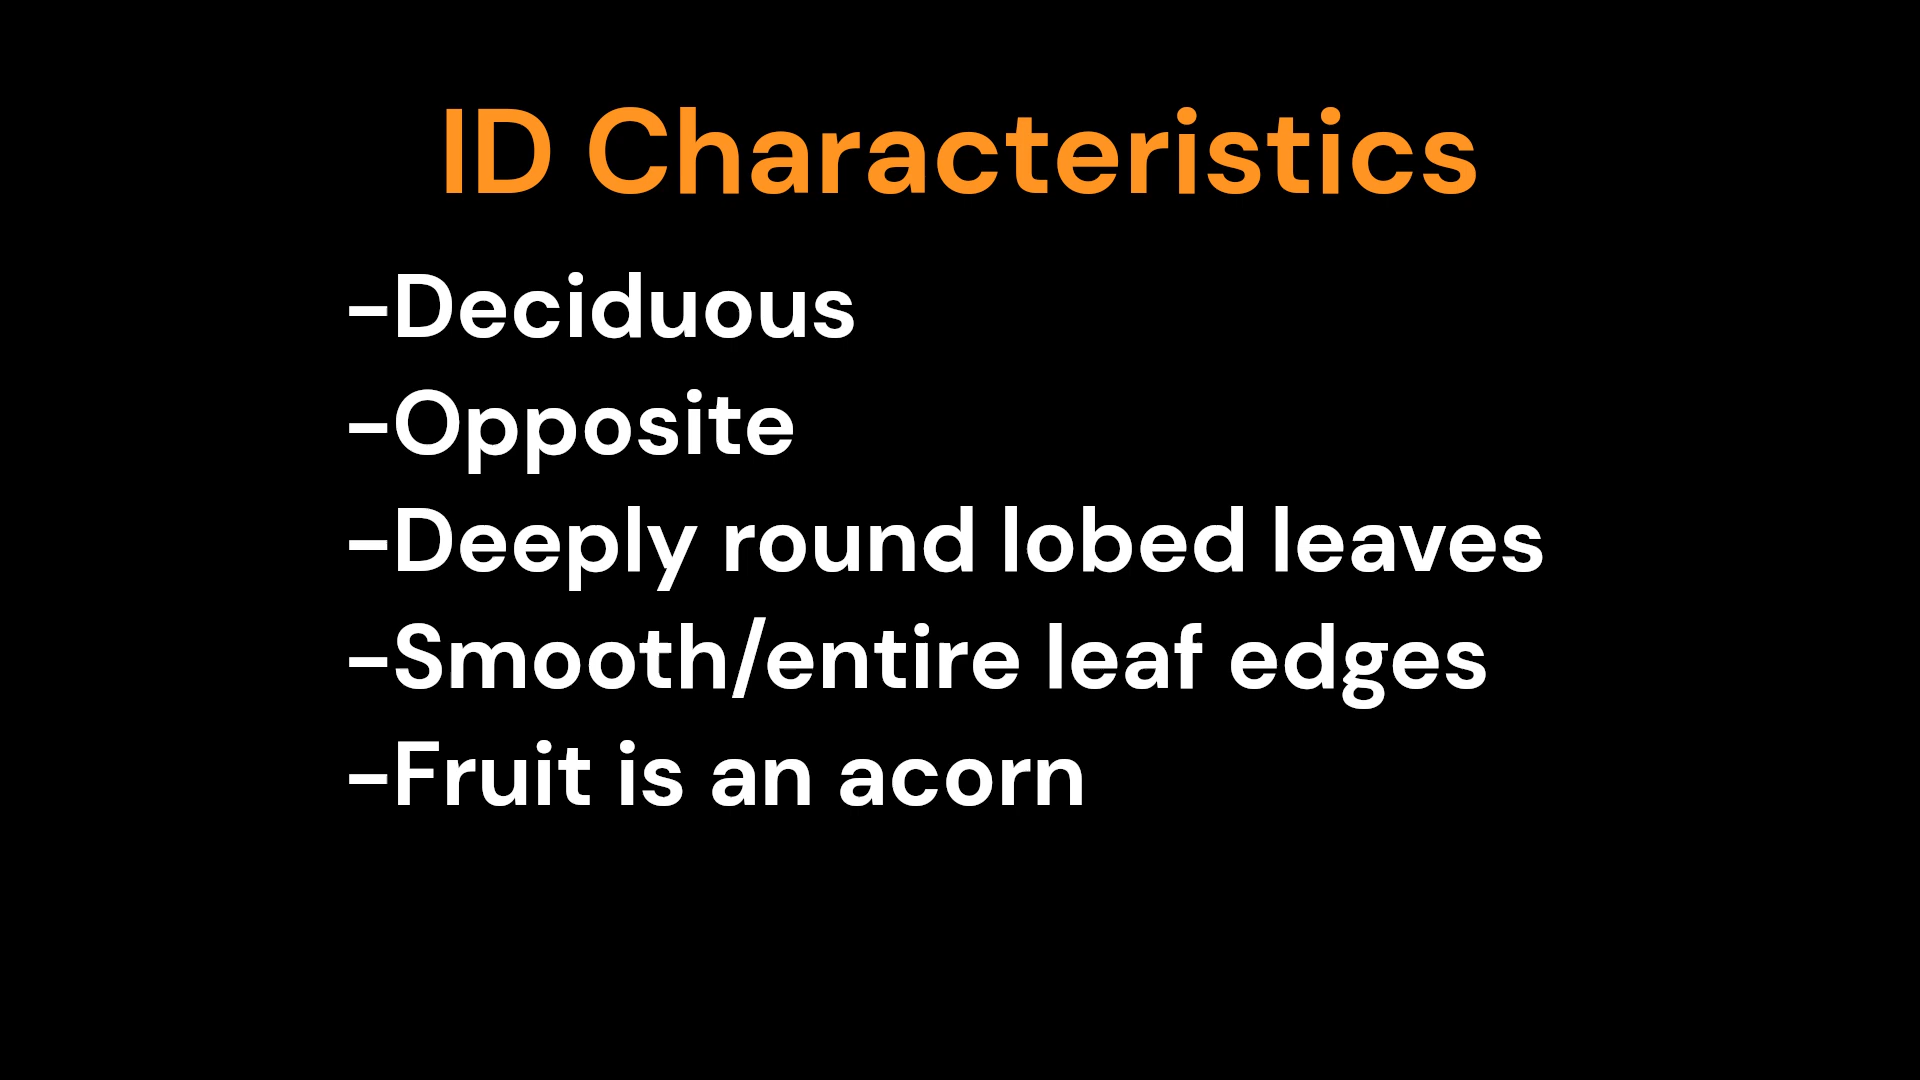 ID Characteristics
-Deciduous
-Opposite
-Deeply round lobed leaves
-Smooth/entire leaf edges
-Fruit is an acorn